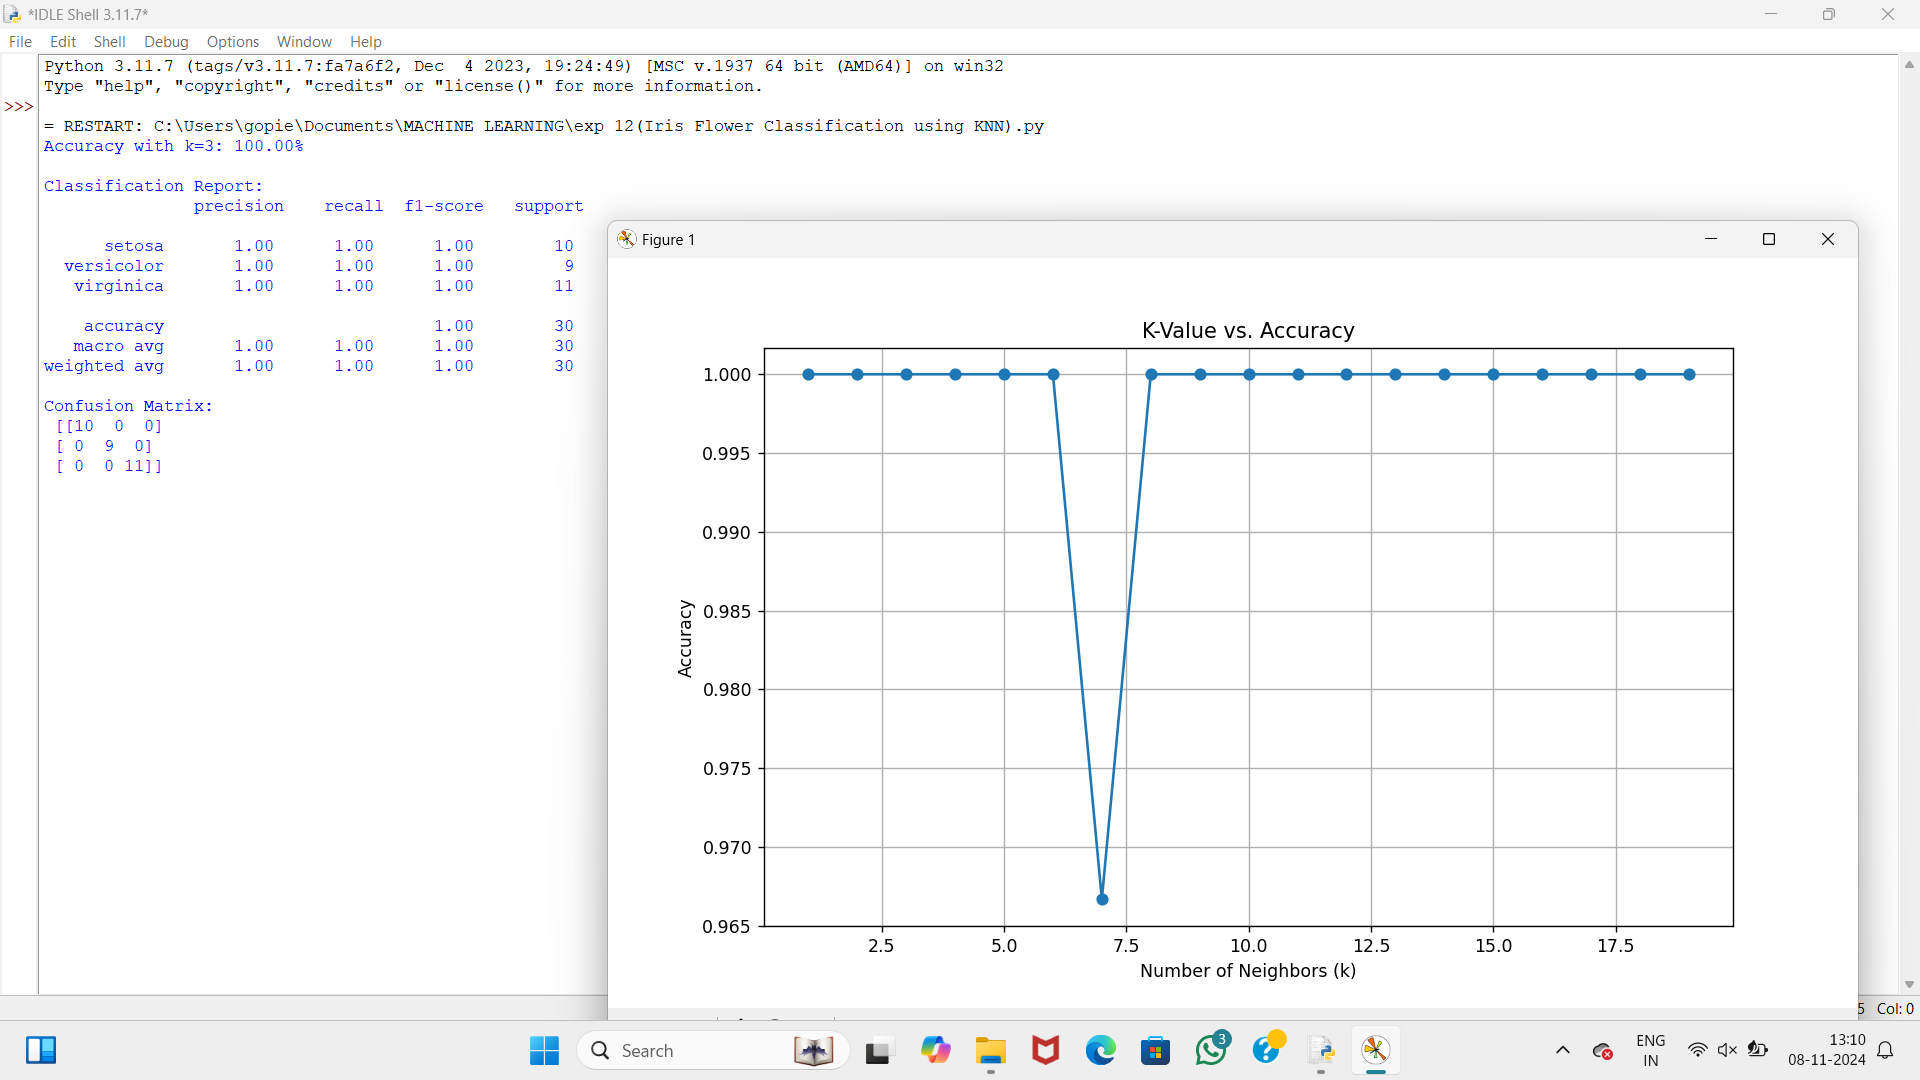 *IDLE Shell 3.11.7*
File Edit Shell Debug Options Window Help
Python 3.11.7 (tags/v3.11.7:fa7a6f2, Dec  4 2023, 19:24:49) [MSC v.1937 64 bit (AMD64)] on win32
Type "help", "copyright", "credits" or "license()" for more information.
>>>
= RESTART: C:\Users\gopie\Documents\MACHINE LEARNING\exp 12(Iris Flower Classification using KNN).py
Accuracy with k=3: 100.00%
Classification Report:
precision recall f1-score support
setosa 1.00 1.00 1.00 10
versicolor 1.00 1.00 1.00 9
virginica 1.00 1.00 1.00 11
accuracy 1.00 30
macro avg 1.00 1.00 1.00 30
weighted avg 1.00 1.00 1.00 30
Confusion Matrix:
[[10  0  0]
[ 0  9  0]
[ 0  0 11]]
Figure 1
K-Value vs. Accuracy
1.000
0.995
0.990
0.985
0.980
0.975
0.970
0.965
Accuracy
2.5 5.0 7.5 10.0 12.5 15.0 17.5
Number of Neighbors (k)
5 Col: 0
Search
3
ENG
IN
13:10
08-11-2024